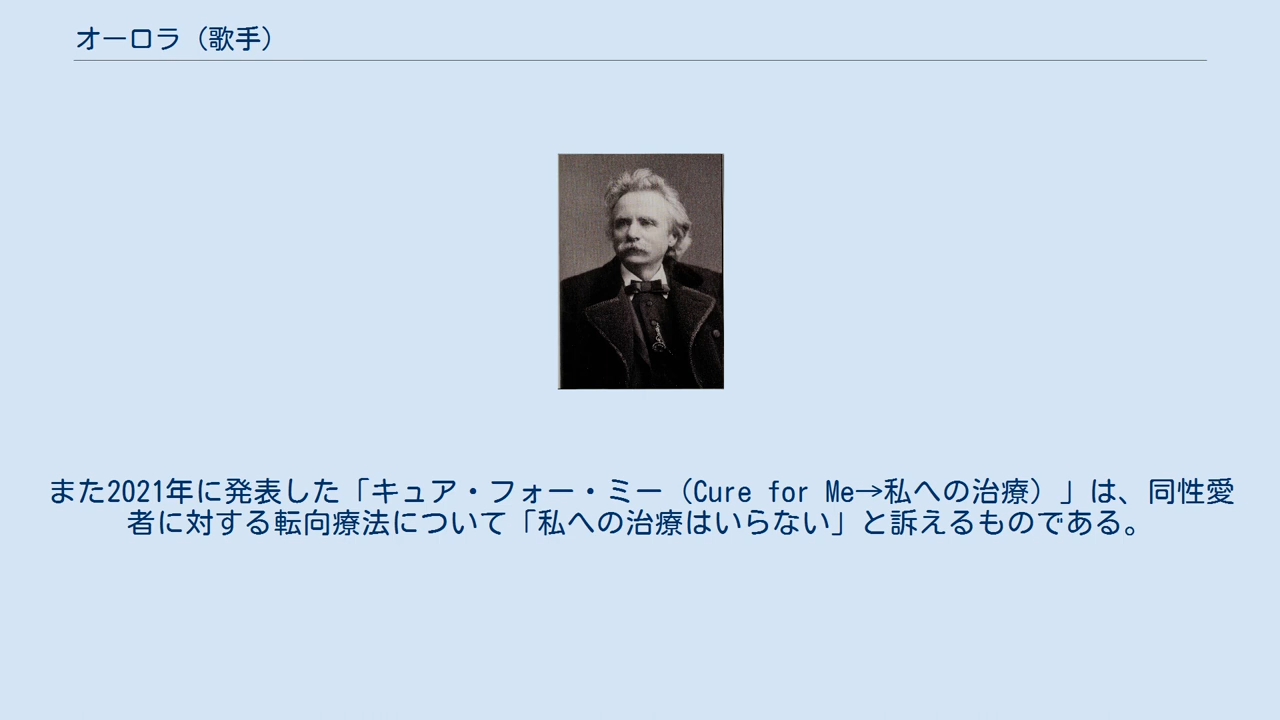 オーロラ（歌手）
また2021年に発表した「キュア・フォー・ミー（Cure for Me→私への治療）」は、同性愛
者に対する転向療法について「私への治療はいらない」と訴えるものである。